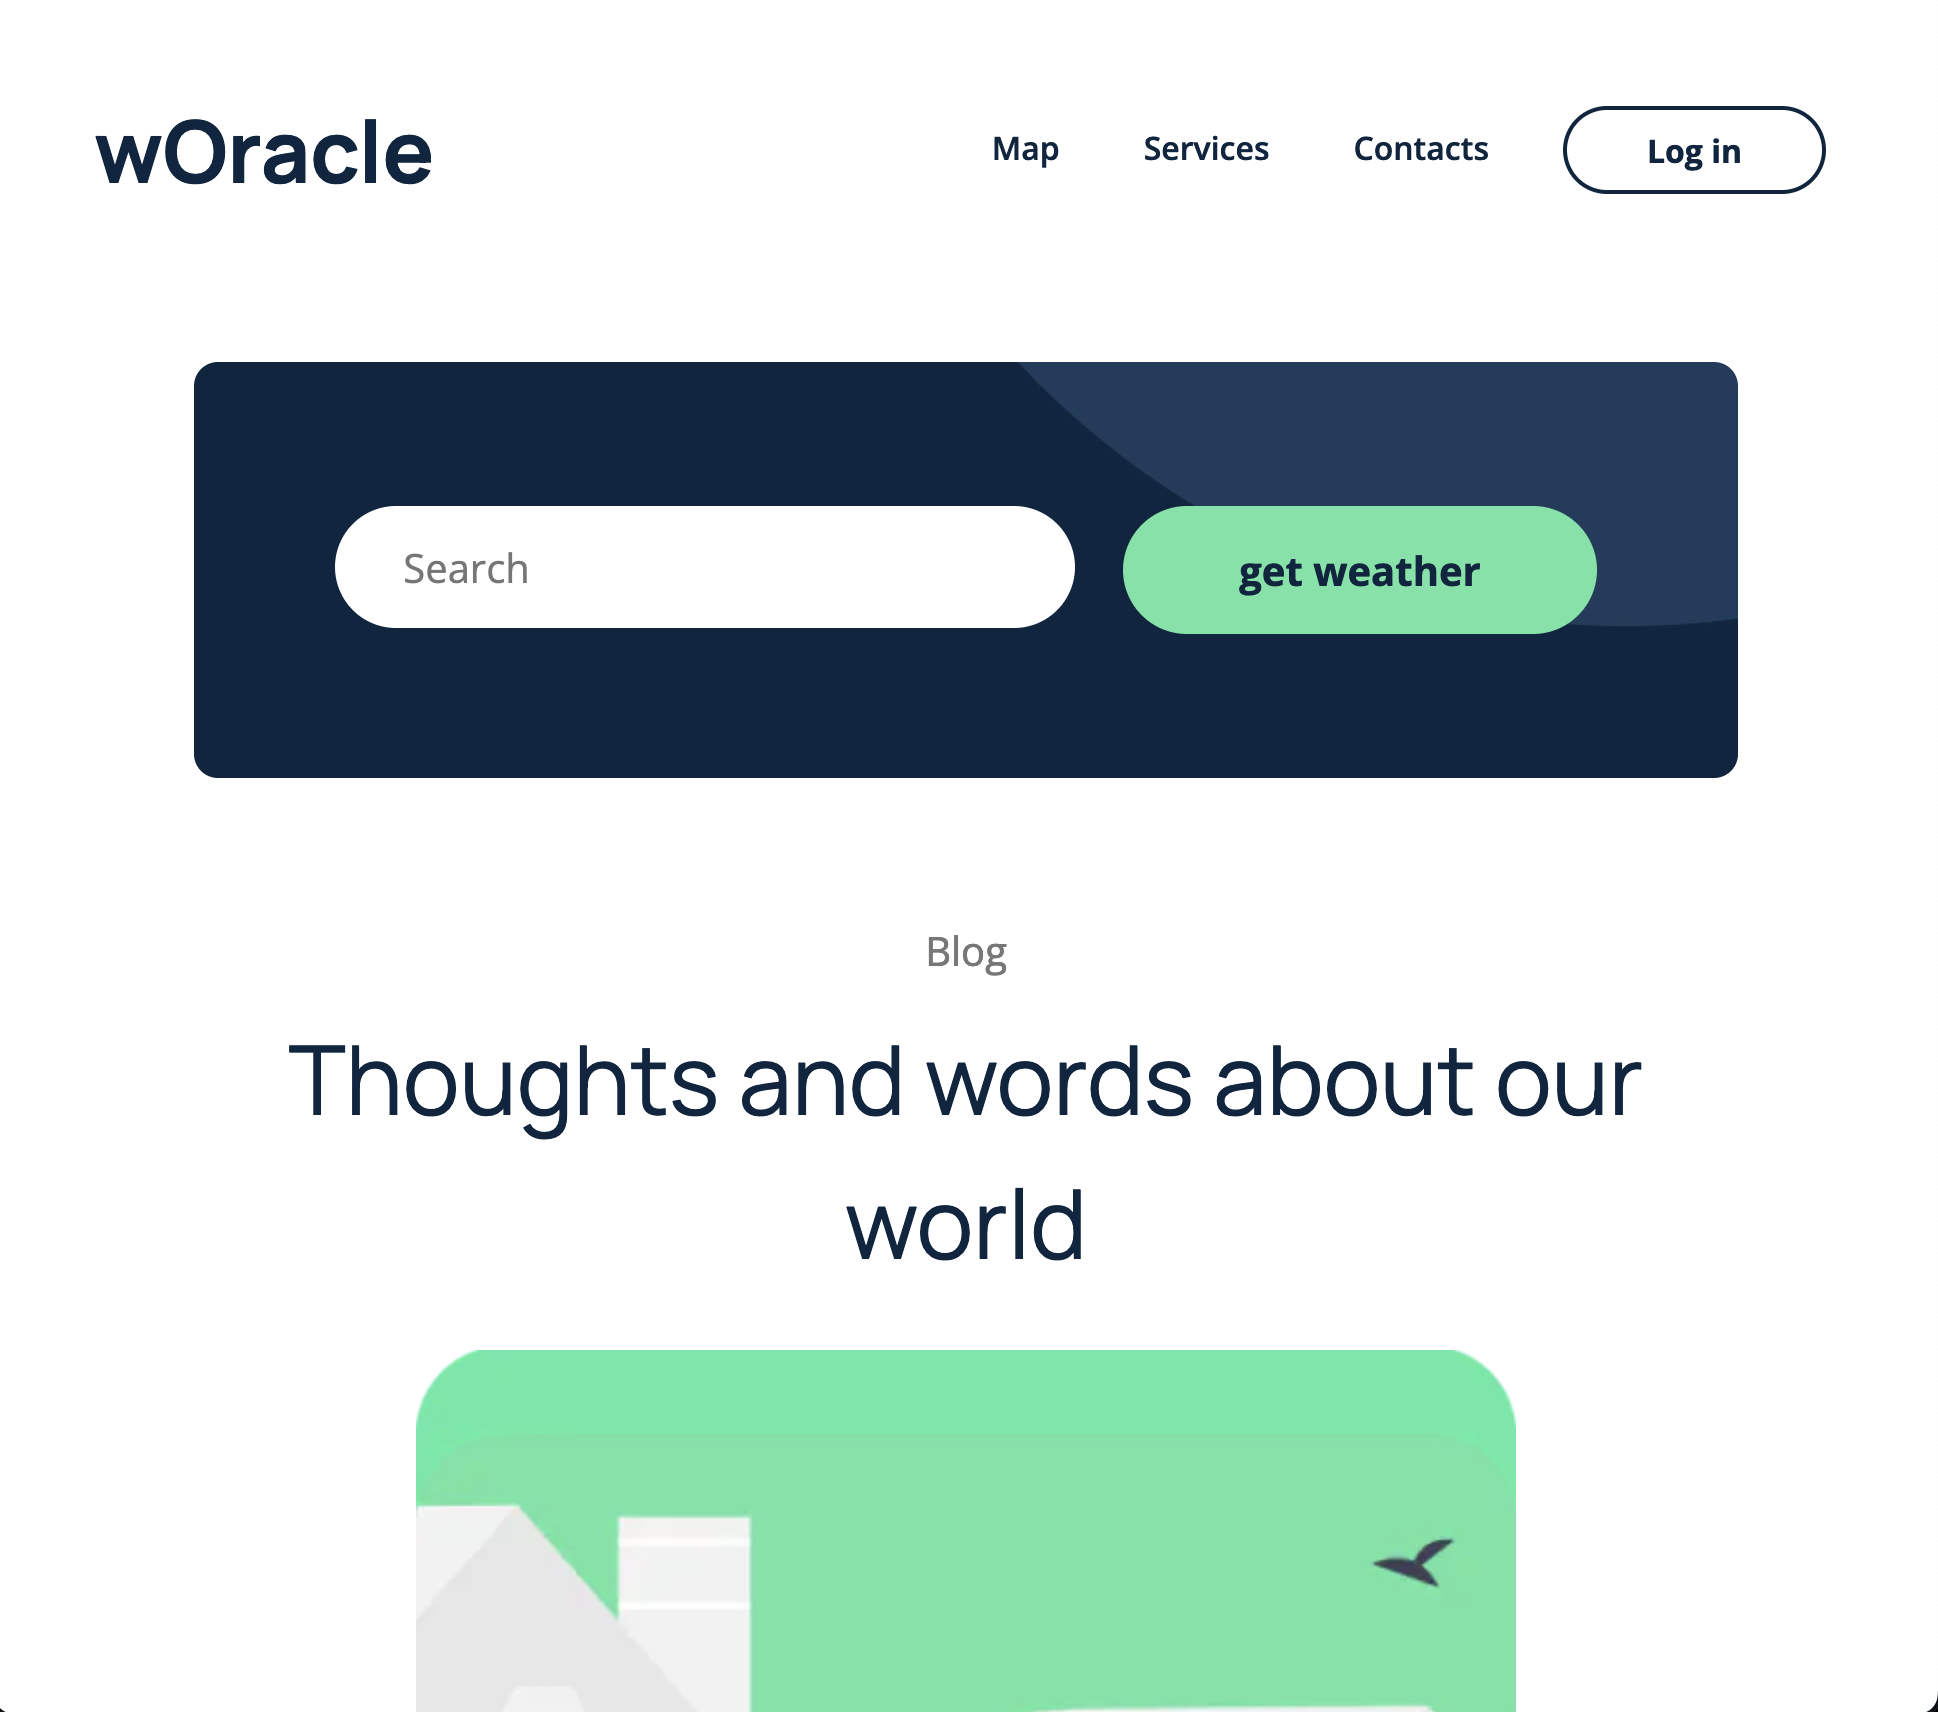 wOracle
Map
Services
Contacts
Log in
Search
get weather
Blog
Thoughts and words about our
world